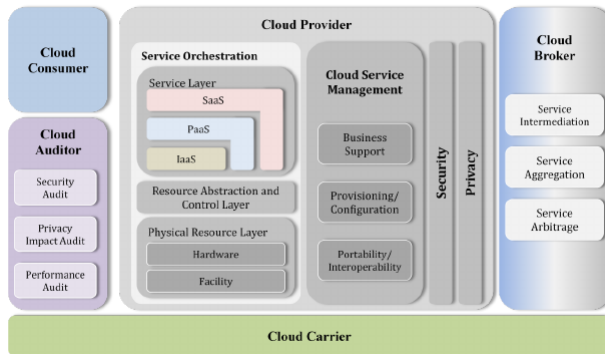 Cloud
Consumer
Cloud
Auditor
Security
Audit
Privacy
Impact Audit
Performance
Audit
Cloud Provider
Service Orchestration
Service Layer
SaaS
PaaS
IaaS
Resource Abstraction and
Control Layer
Physical Resource Layer
Hardware
Facility
Cloud Service
Management
Business
Support
Provisioning/
Configuration
Portability/
Interoperability
Security
Privacy
Cloud
Broker
Service
Intermediation
Service
Aggregation
Service
Arbitrage
Cloud Carrier